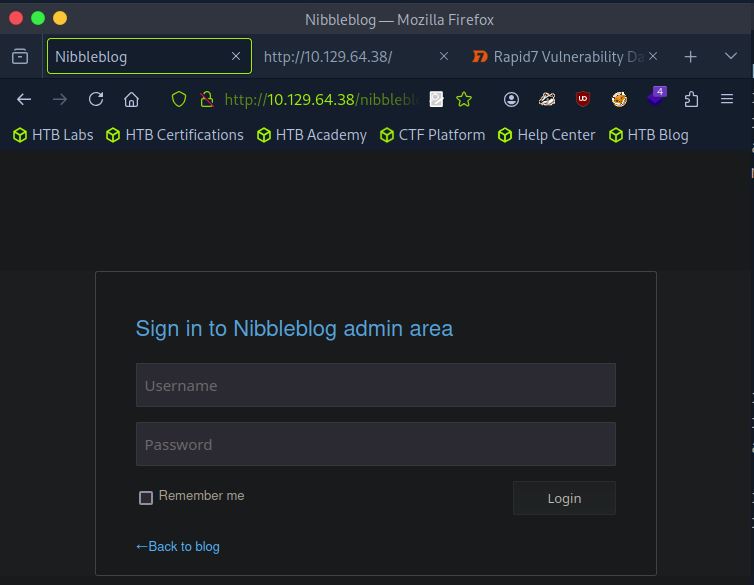 Nibbleblog — Mozilla Firefox
Nibbleblog http://10.129.64.38/ Rapid7 Vulnerability Da
http://10.129.64.38/nibblebl 4
HTB Labs HTB Certifications HTB Academy CTF Platform Help Center HTB Blog
Sign in to Nibbleblog admin area
Username
Password
Remember me Login
←Back to blog